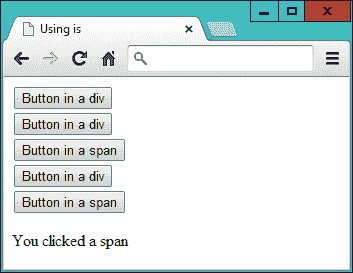 Using is
Button in a div
Button in a div
Button in a span
Button in a div
Button in a span
You clicked a span